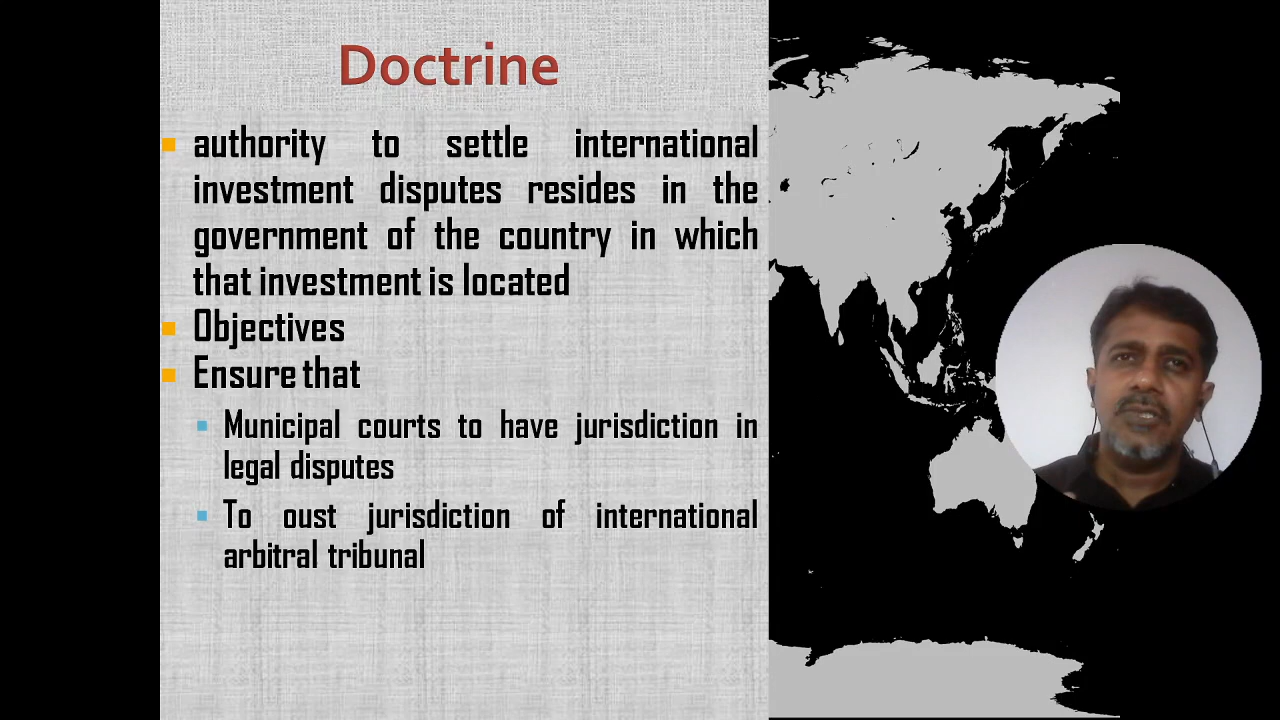 Doctrine
authority to settle international
investment disputes resides in the
government of the country in which
that investment is located
Objectives
Ensure that
Municipal courts to have jurisdiction in
legal disputes
To oust jurisdiction of international
arbitral tribunal